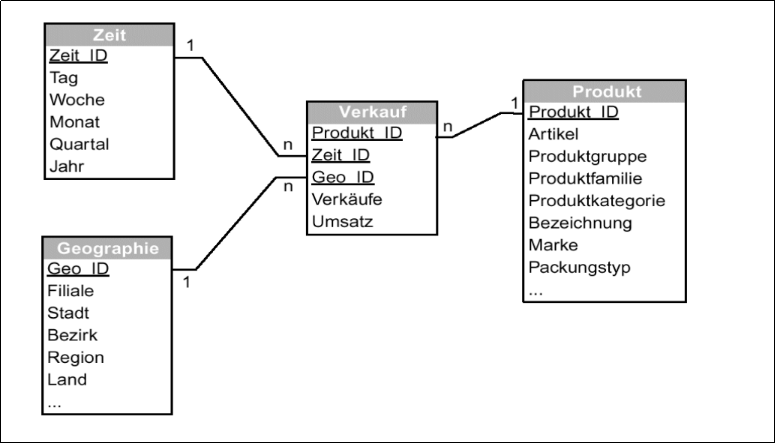 Zeit
Zeit_ID
Tag
Woche
Monat
Quartal
Jahr
1
n
Verkauf
Produkt_ID
Zeit_ID
Geo_ID
Verkäufe
Umsatz
n
1
Produkt
Produkt_ID
Artikel
Produktgruppe
Produktfamilie
Produktkategorie
Bezeichnung
Marke
Packungstyp
...
n
1
Geographie
Geo_ID
Filiale
Stadt
Bezirk
Region
Land
...